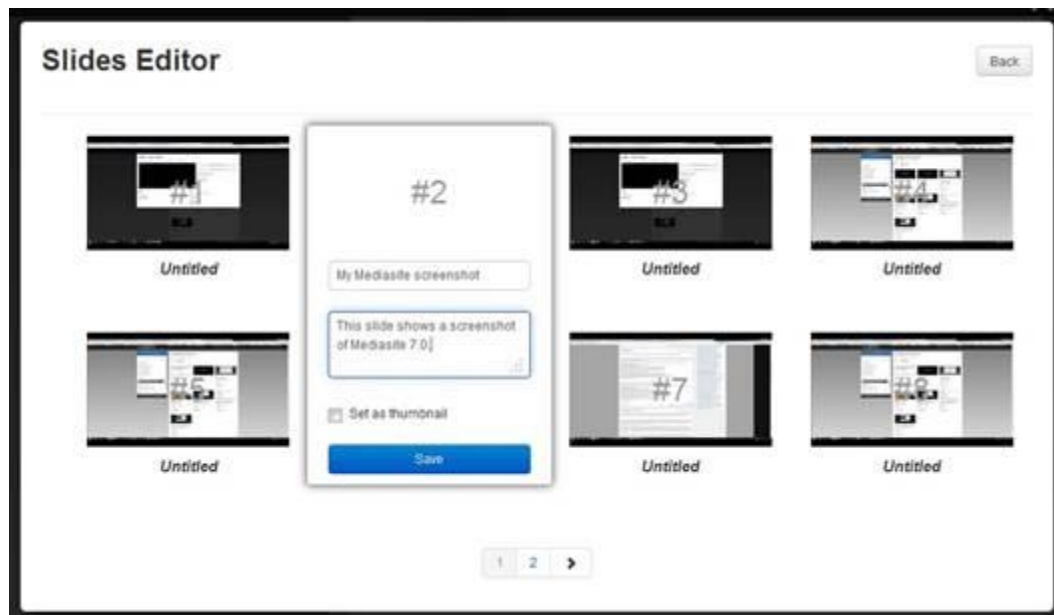 Slides Editor
Back
#1
#2
#3
#4
Untitled
My Mediasite screenshot
Untitled
Untitled
This slide shows a screenshot
of Mediasite 7.0.
#5
#7
#8
Set as thumbnail
Untitled
Save
Untitled
Untitled
1 2